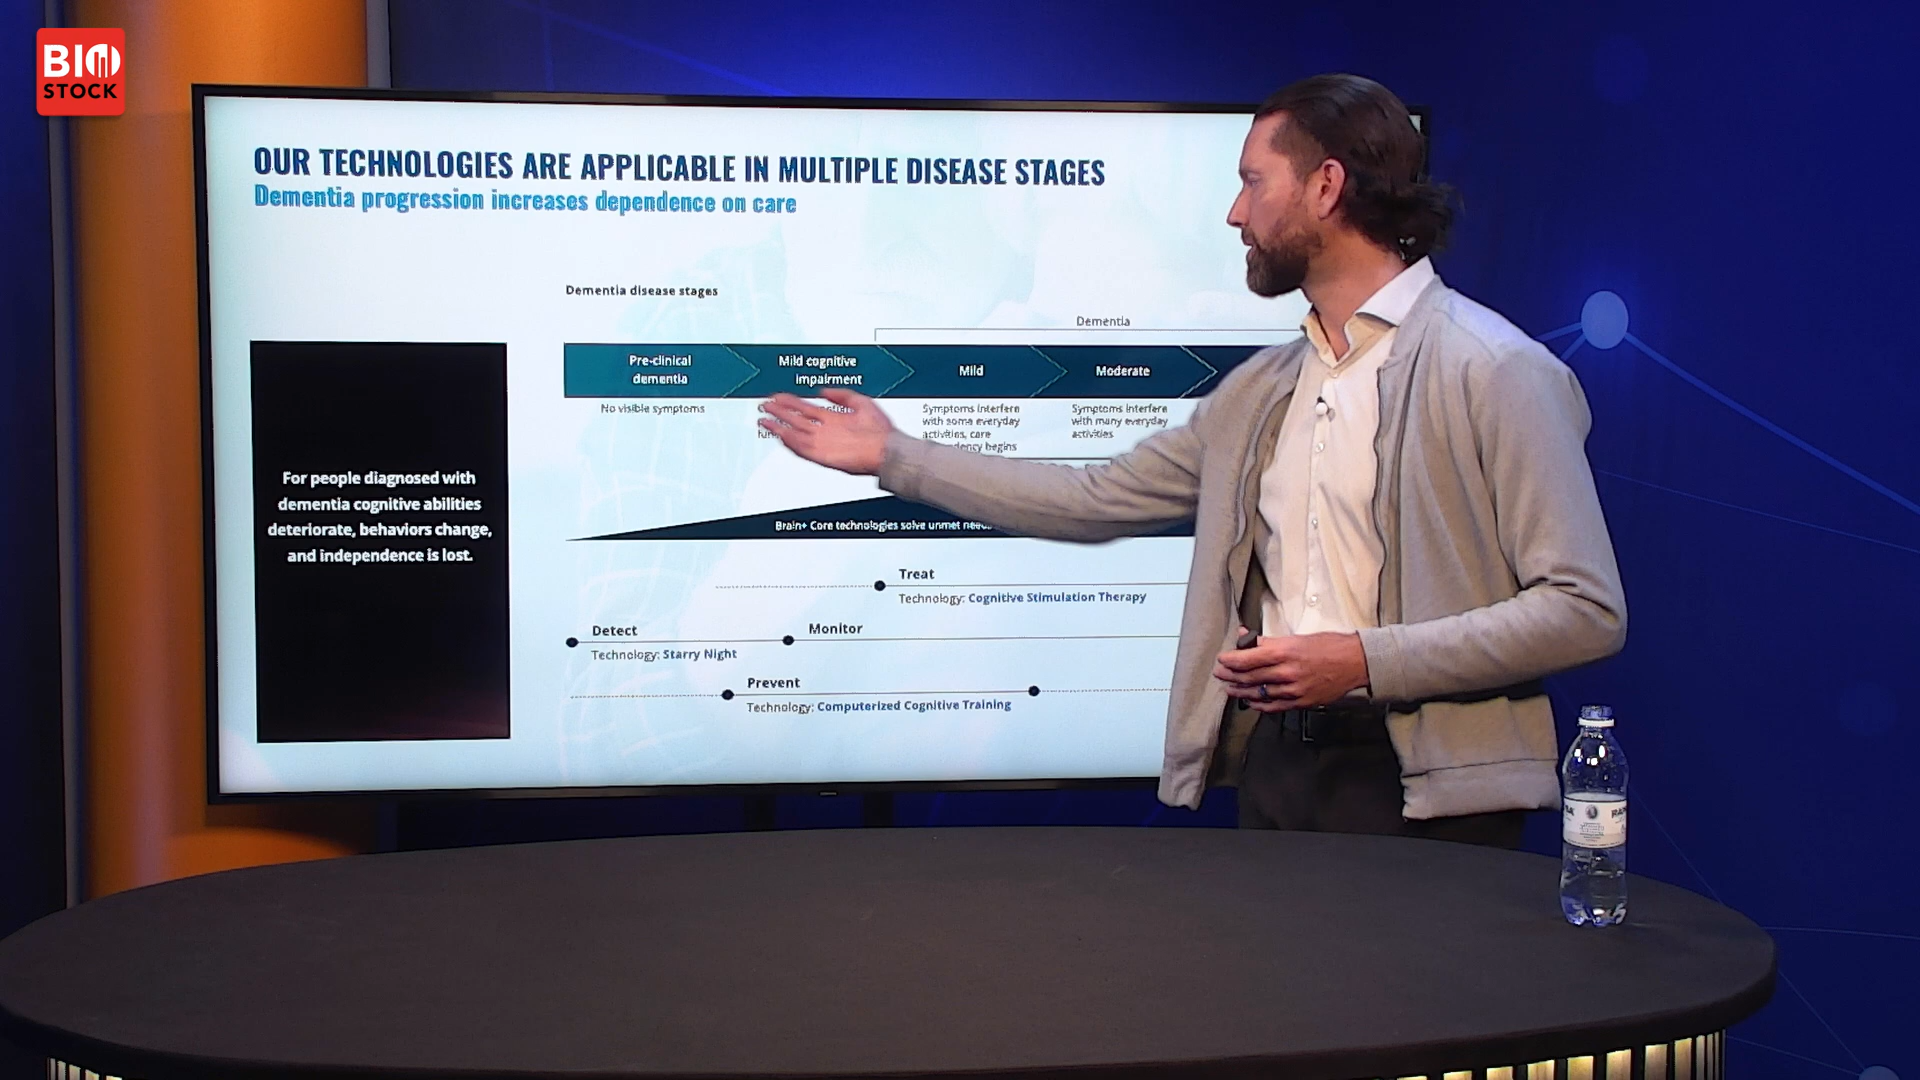 BIO
STOCK
OUR TECHNOLOGIES ARE APPLICABLE IN MULTIPLE DISEASE STAGES
Dementia progression increases dependence on care
Dementia disease stages
Dementia
Pre-clinical
dementia
Mild cognitive
impairment
Mild
Moderate
No visible symptoms
Symptoms interfere
with some everyday
activities, care
begins
Symptoms interfere
with many everyday
activities
For people diagnosed with
dementia cognitive abilities
deteriorate, behaviors change,
and independence is lost.
Brain+ Core technologies solve unmet
Treat
Technology: Cognitive Stimulation Therapy
Detect
Technology: Starry Night
Monitor
Prevent
Technology: Computerized Cognitive Training